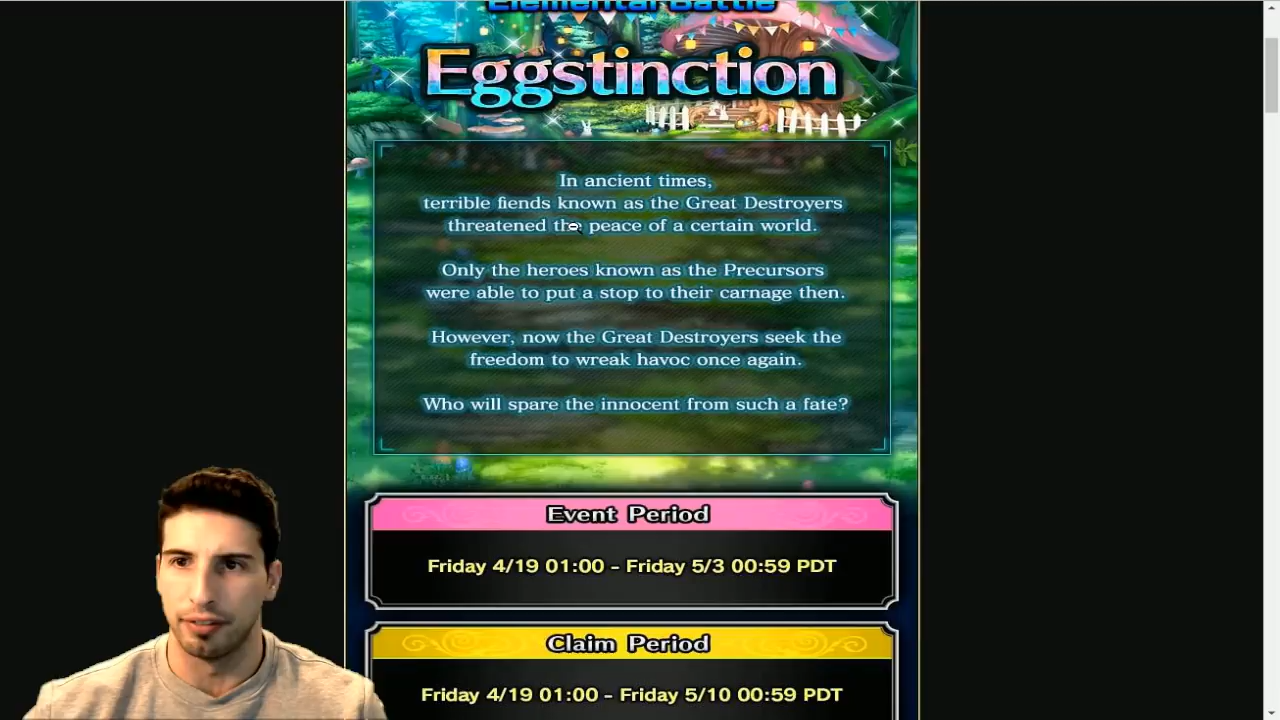 Elemental Battle
Eggstinction
In ancient times,
terrible fiends known as the Great Destroyers
threatened the peace of a certain world.
Only the heroes known as the Precursors
were able to put a stop to their carnage then.
However, now the Great Destroyers seek the
freedom to wreak havoc once again.
Who will spare the innocent from such a fate?
Event Period
Friday 4/19 01:00 - Friday 5/3 00:59 PDT
Claim Period
Friday 4/19 01:00 - Friday 5/10 00:59 PDT